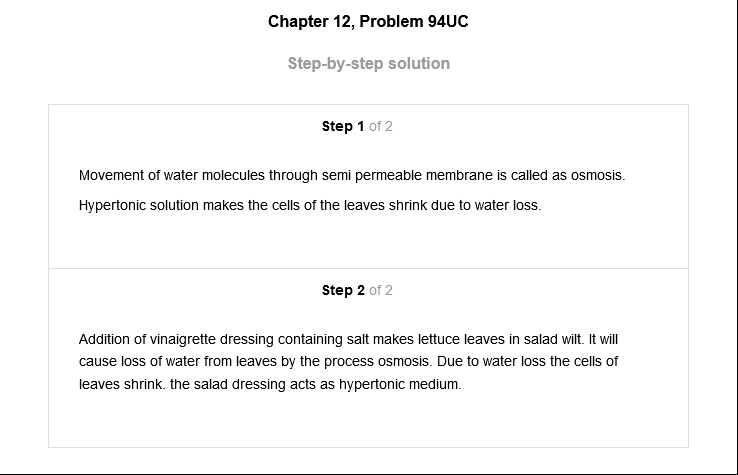 Chapter 12, Problem 94UC
Step-by-step solution
Step 1 of 2
Movement of water molecules through semi permeable membrane is called as osmosis.
Hypertonic solution makes the cells of the leaves shrink due to water loss.
Step 2 of 2
Addition of vinaigrette dressing containing salt makes lettuce leaves in salad wilt. It will
cause loss of water from leaves by the process osmosis. Due to water loss the cells of
leaves shrink. the salad dressing acts as hypertonic medium.